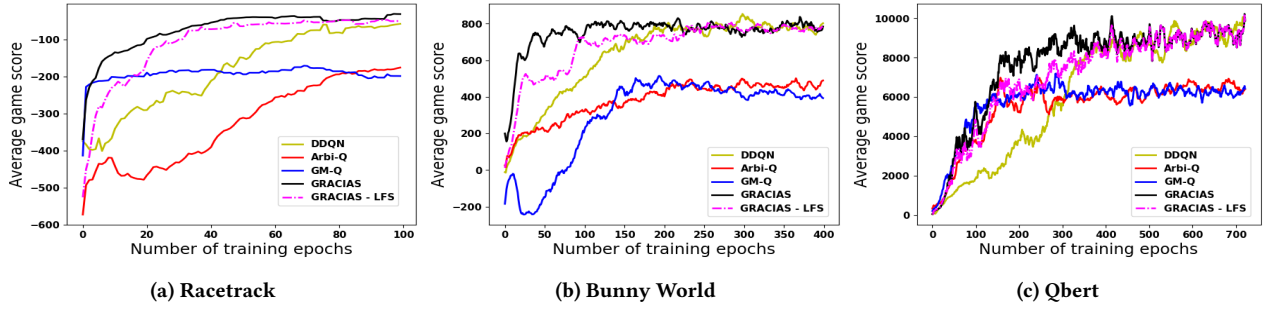 Average game score
−100
−200
−300
−400
−500
−600
0
20
40
60
80
100
Number of training epochs
DDQN
Arbi-Q
GM-Q
GRACIAS
GRACIAS - LFS
(a) Racetrack
Average game score
800
600
400
200
0
−200
0
50
100
150
200
250
300
350
400
Number of training epochs
DDQN
Arbi-Q
GM-Q
GRACIAS
GRACIAS - LFS
(b) Bunny World
Average game score
10000
8000
6000
4000
2000
0
0
100
200
300
400
500
600
700
Number of training epochs
DDQN
Arbi-Q
GM-Q
GRACIAS
GRACIAS - LFS
(c) Qbert